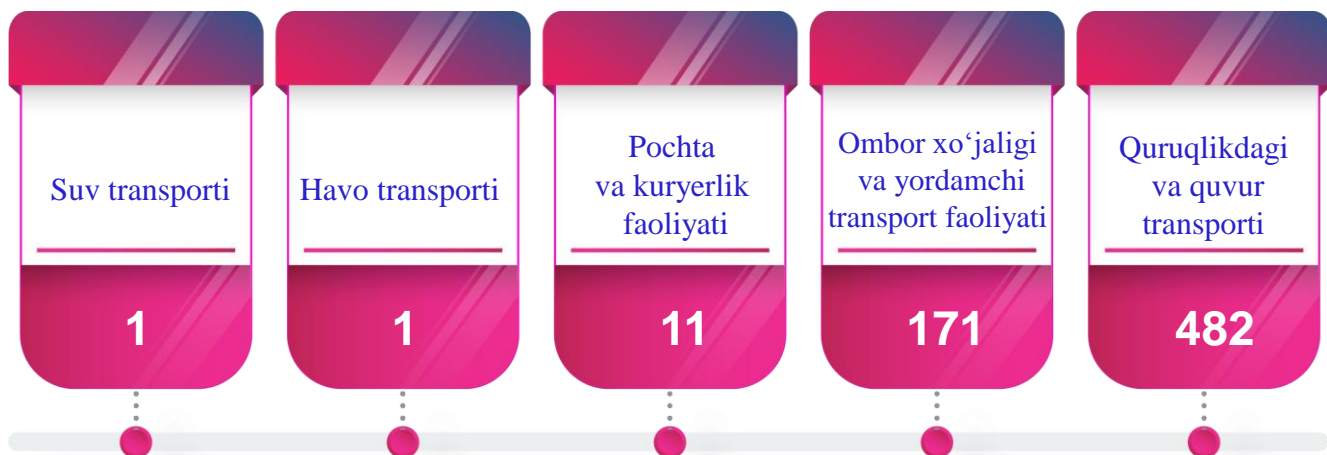 Suv transporti
1
Havo transporti
1
Pochta
va kuryerlik
faoliyati
11
Ombor xo‘jaligi
va yordamchi
transport faoliyati
171
Quruqlikdagi
va quvur
transporti
482